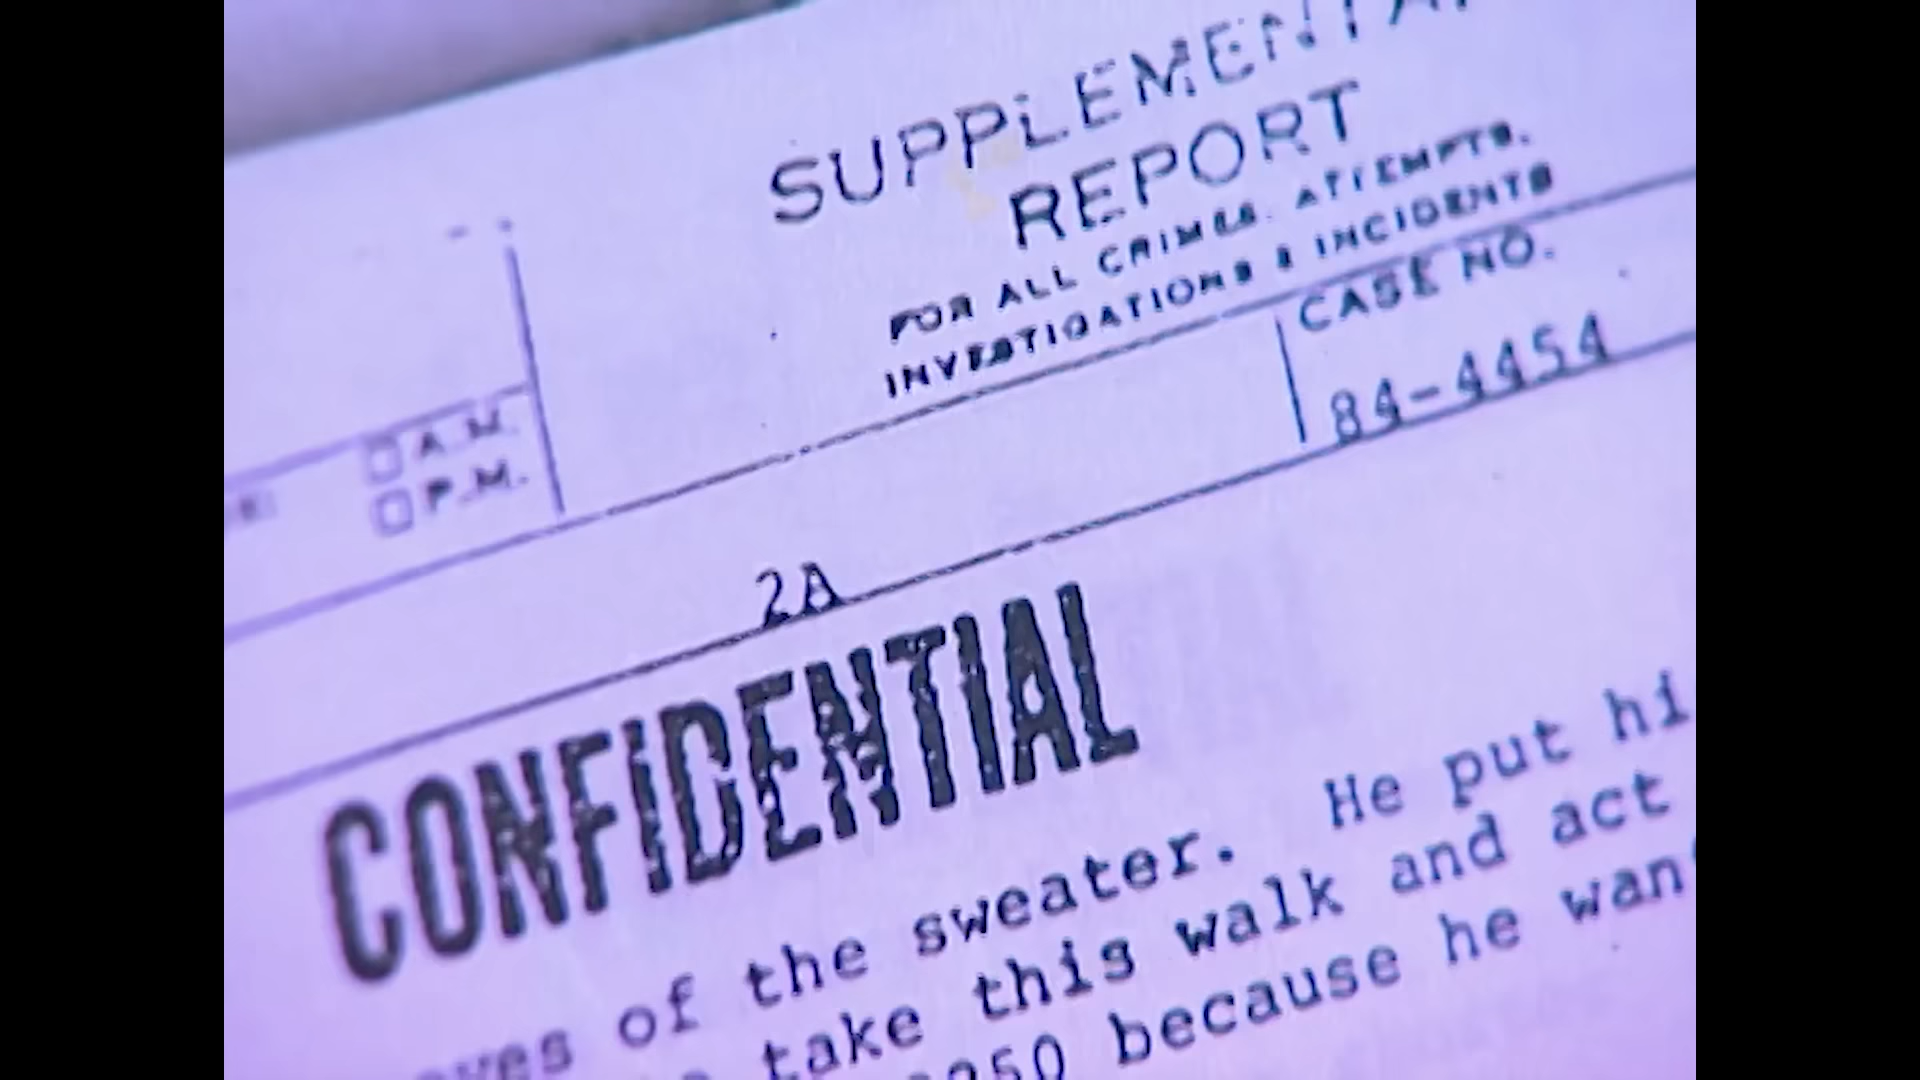 SUPPLEMENTA
REPORT
FOR ALL CRIMES, ATTEMPTS,
INVESTIGATIONS & INCIDENTS
CASE NO.
84-4454
A.M.
P.M.
2A
CONFIDENTIAL
of the sweater. He put hi
take this walk and act
because he wan